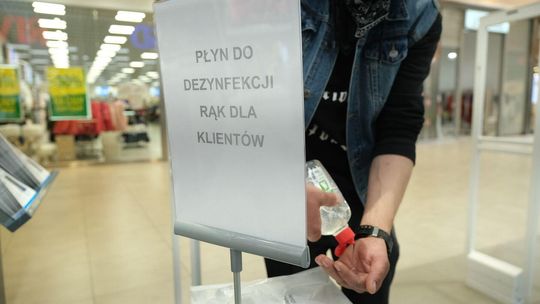 PŁYN DO
DEZYNFEKCJI
RĄK DLA
KLIENTÓW